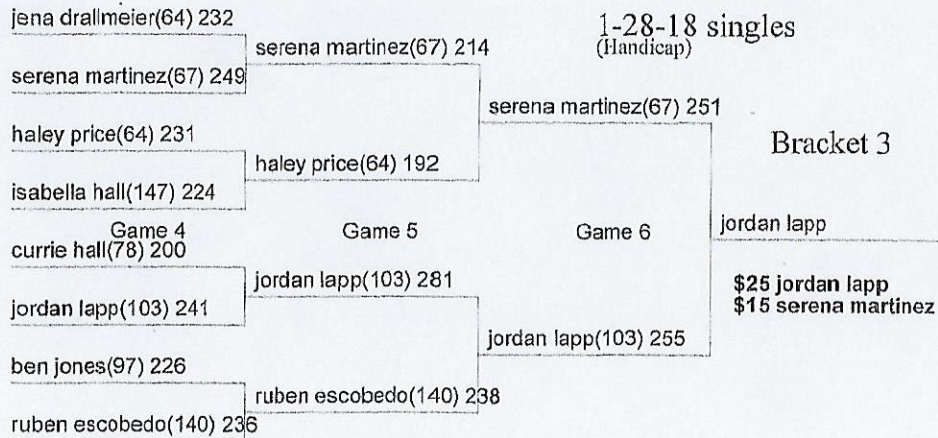 jena drallmeier(64) 232
1-28-18 singles
(Handicap)
serena martinez(67) 214
serena martinez(67) 249
serena martinez(67) 251
haley price(64) 231
Bracket 3
haley price(64) 192
isabella hall(147) 224
Game 4
Game 5
Game 6
jordan lapp
currie hall(78) 200
jordan lapp(103) 281
$25 jordan lapp
$15 serena martinez
jordan lapp(103) 241
jordan lapp(103) 255
ben jones(97) 226
ruben escobedo(140) 238
ruben escobedo(140) 236